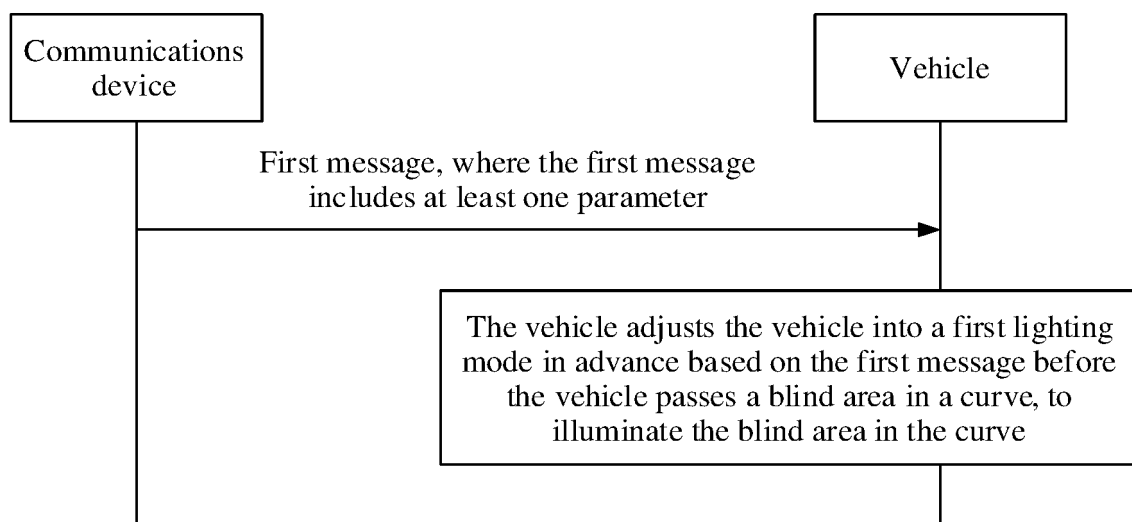 Communications
device
Vehicle
First message, where the first message
includes at least one parameter
The vehicle adjusts the vehicle into a first lighting
mode in advance based on the first message before
the vehicle passes a blind area in a curve, to
illuminate the blind area in the curve